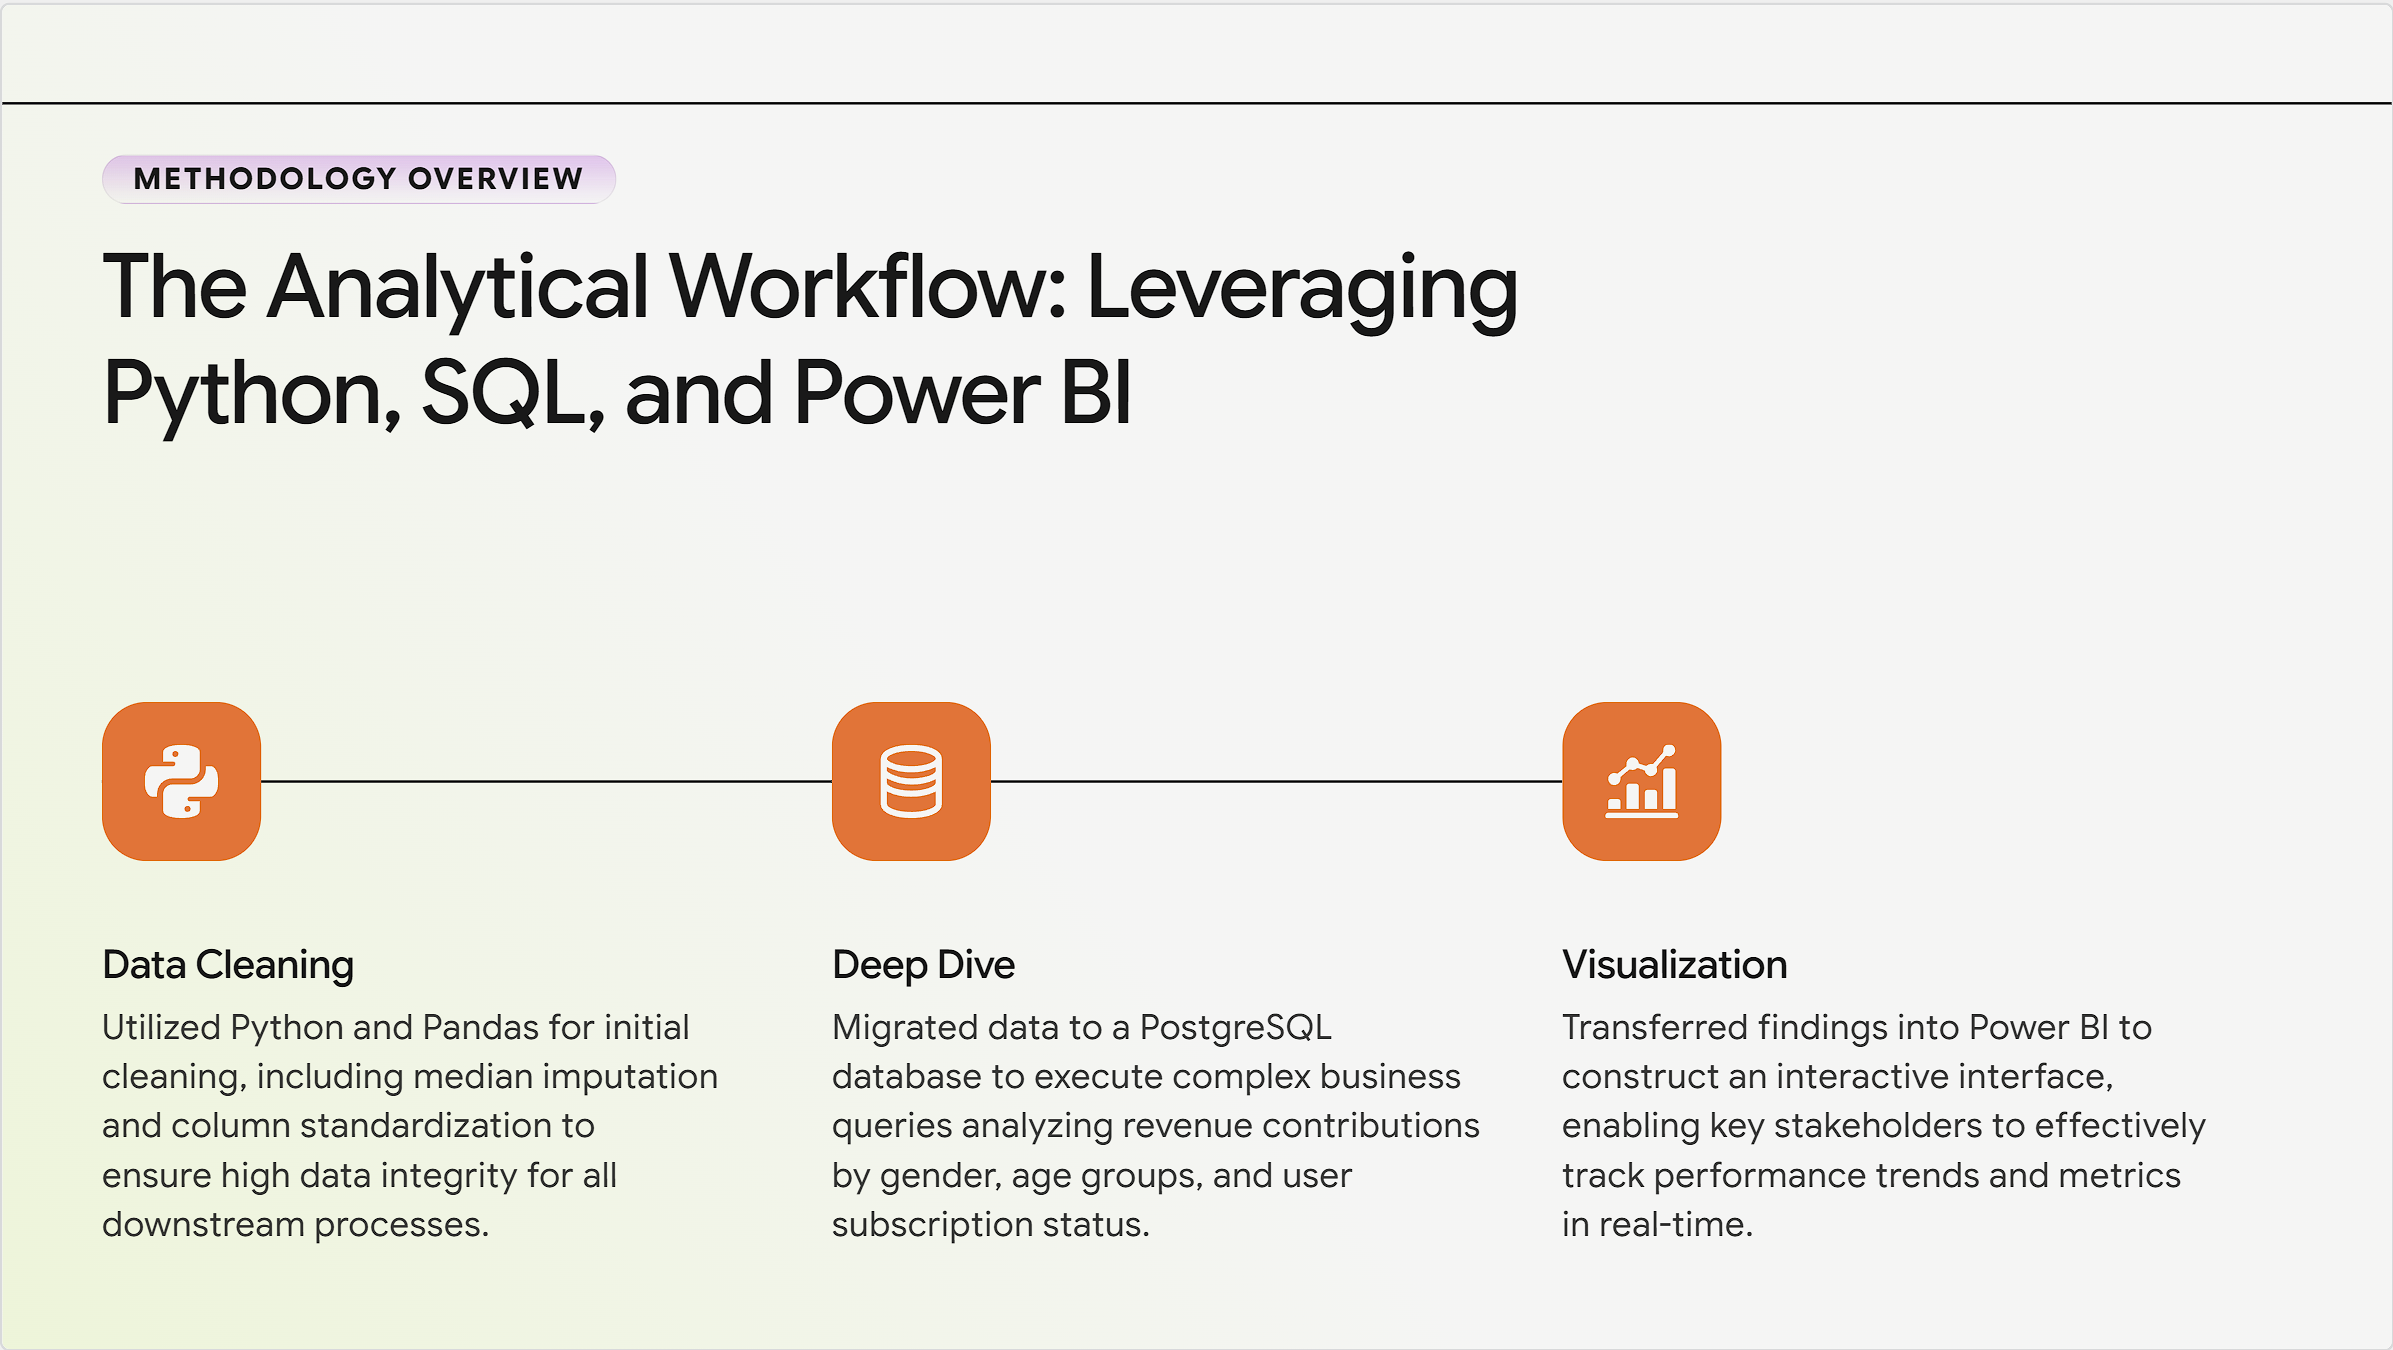 METHODOLOGY OVERVIEW
The Analytical Workflow: Leveraging
Python, SQL, and Power BI
Data Cleaning
Utilized Python and Pandas for initial
cleaning, including median imputation
and column standardization to
ensure high data integrity for all
downstream processes.
Deep Dive
Migrated data to a PostgreSQL
database to execute complex business
queries analyzing revenue contributions
by gender, age groups, and user
subscription status.
Visualization
Transferred findings into Power BI to
construct an interactive interface,
enabling key stakeholders to effectively
track performance trends and metrics
in real-time.